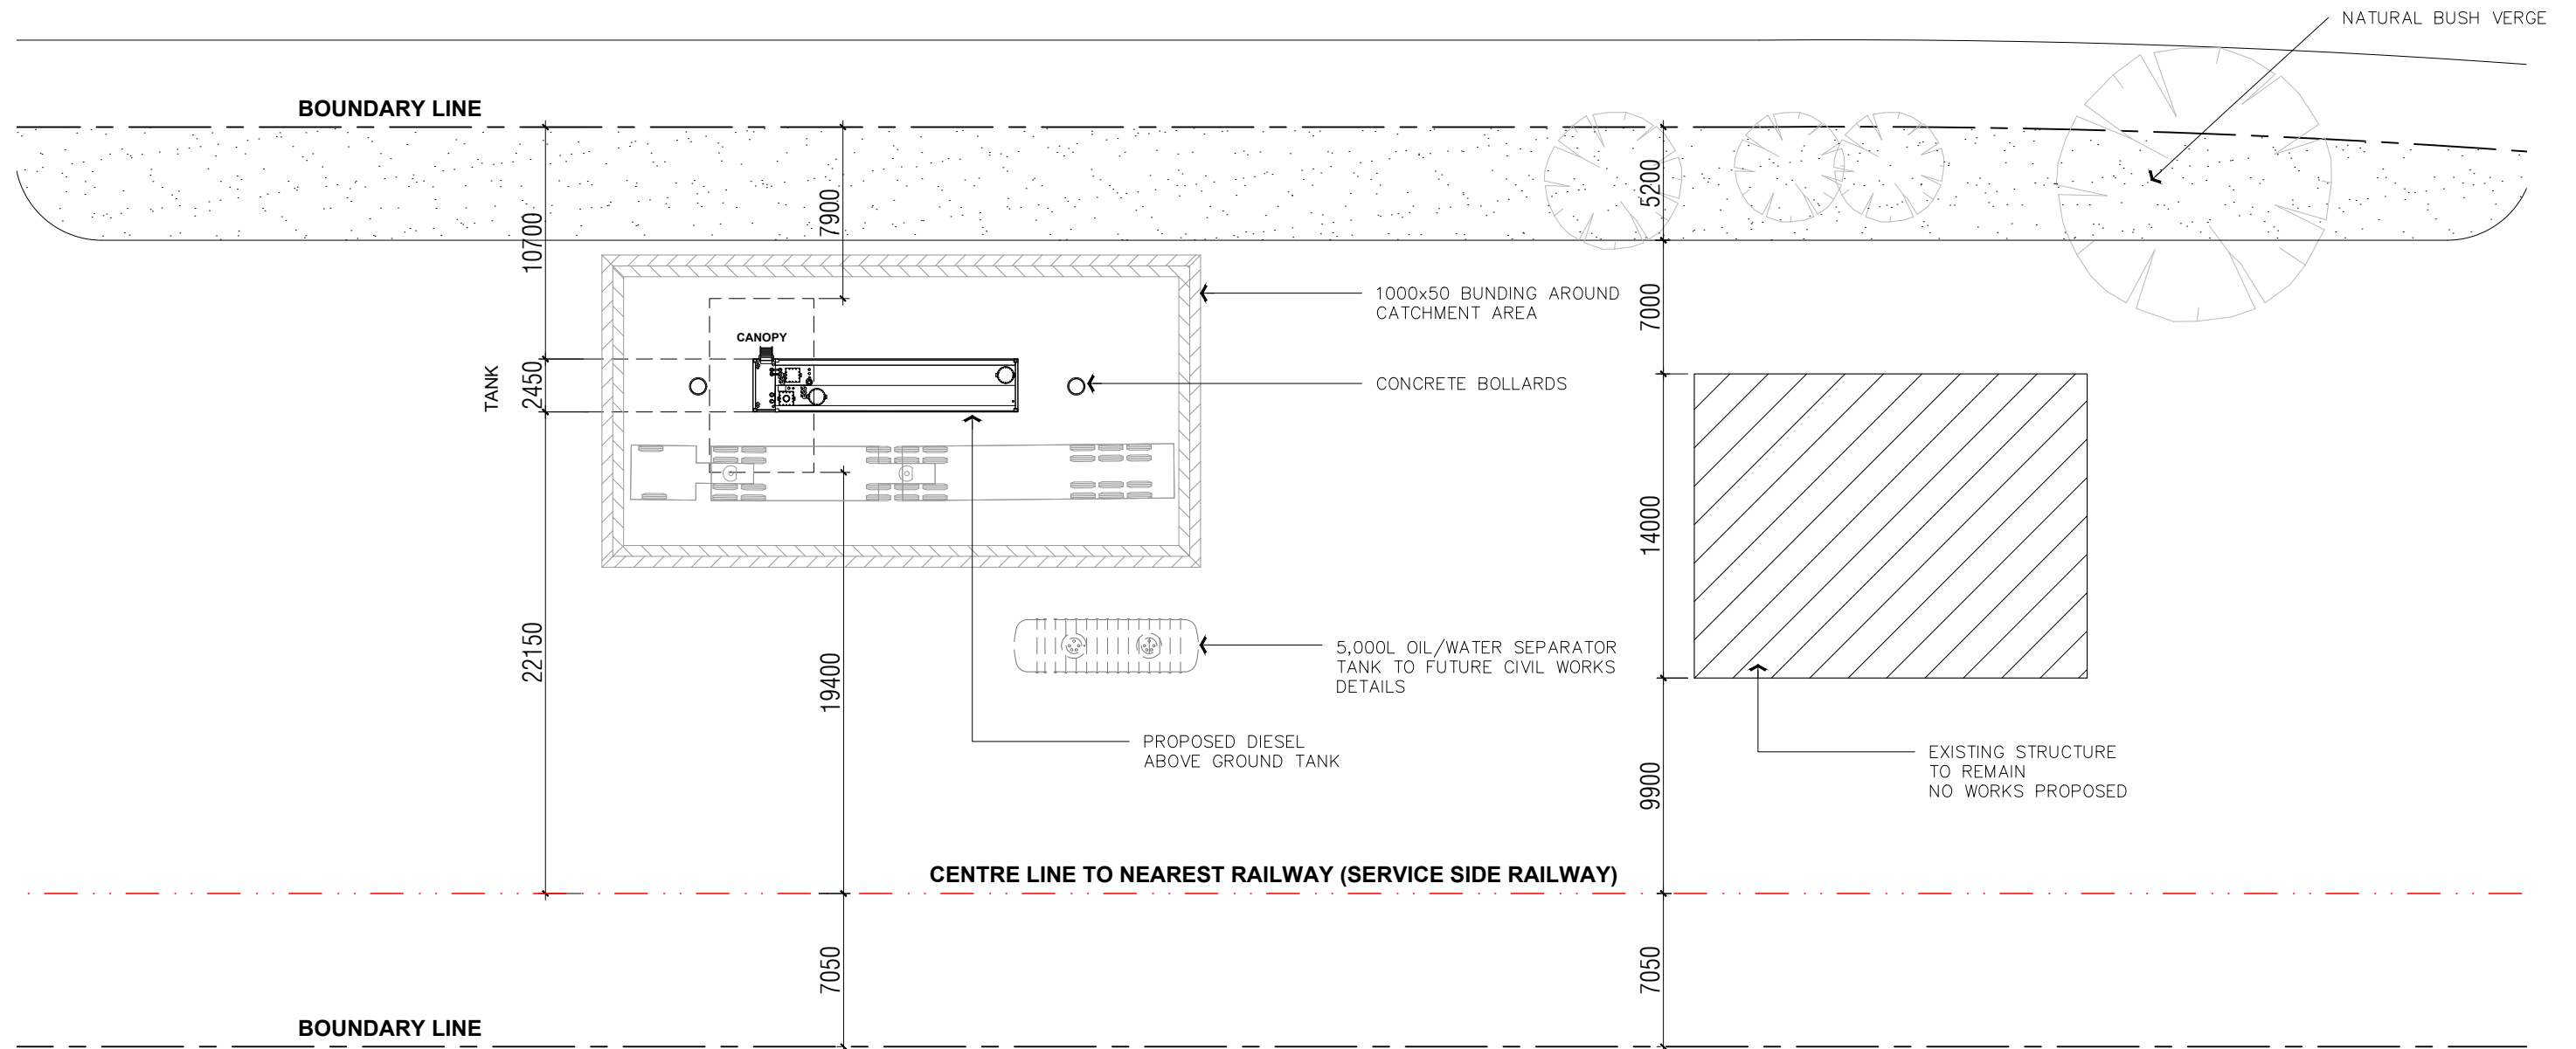 NATURAL BUSH VERGE
BOUNDARY LINE
10700
7900
5200
1000x50 BUNDING AROUND
CATCHMENT AREA
7000
CANOPY
TANK
2450
CONCRETE BOLLARDS
14000
22150
19400
5,000L OIL/WATER SEPARATOR
TANK TO FUTURE CIVIL WORKS
DETAILS
PROPOSED DIESEL
ABOVE GROUND TANK
9900
EXISTING STRUCTURE
TO REMAIN
NO WORKS PROPOSED
CENTRE LINE TO NEAREST RAILWAY (SERVICE SIDE RAILWAY)
7050
7050
BOUNDARY LINE